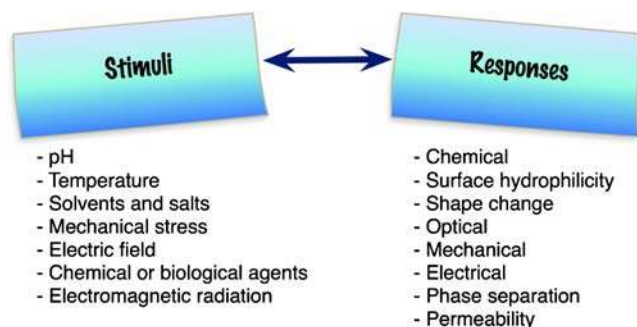 Stimuli
- pH
- Temperature
- Solvents and salts
- Mechanical stress
- Electric field
- Chemical or biological agents
- Electromagnetic radiation
Responses
- Chemical
- Surface hydrophilicity
- Shape change
- Optical
- Mechanical
- Electrical
- Phase separation
- Permeability